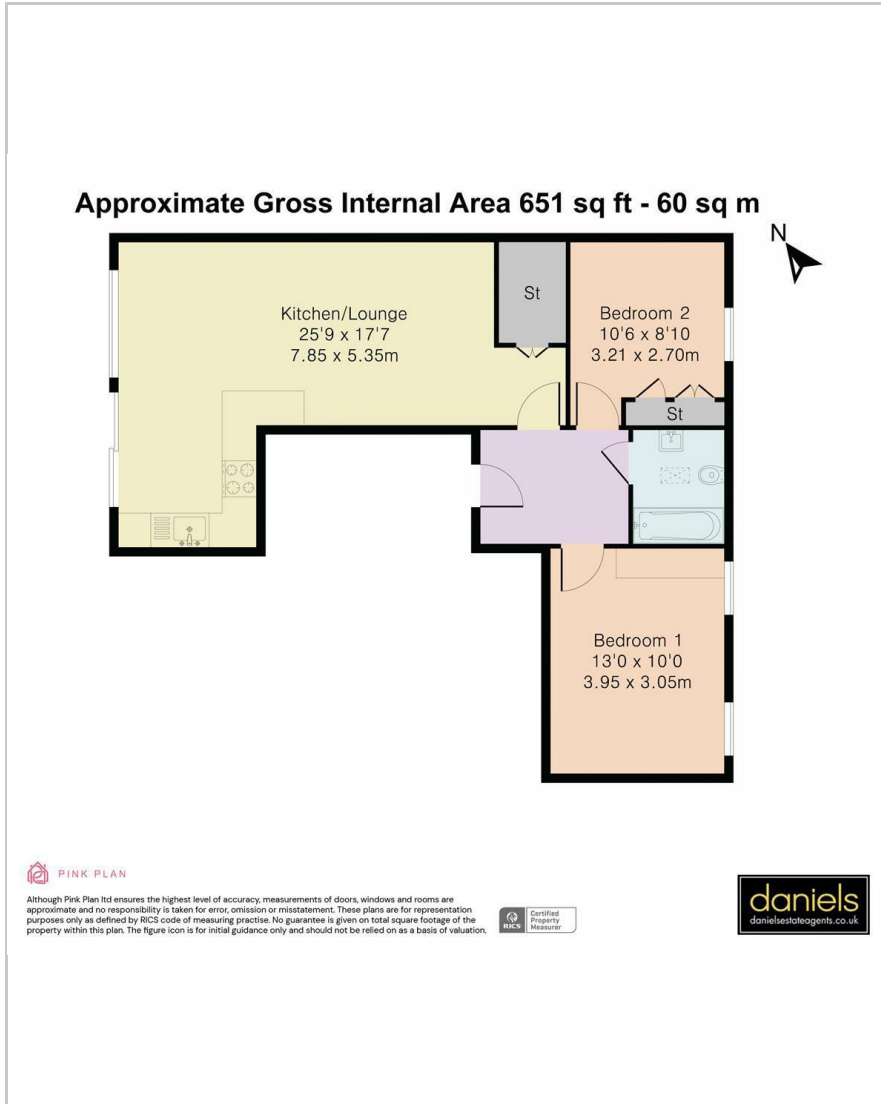 Approximate Gross Internal Area 651 sq ft - 60 sq m
N
Kitchen/Lounge
25'9 x 17'7
7.85 x 5.35m
St
Bedroom 2
10'6 x 8'10
3.21 x 2.70m
St
Bedroom 1
13'0 x 10'0
3.95 x 3.05m
PINK PLAN
Although Pink Plan ltd ensures the highest level of accuracy, measurements of doors, windows and rooms are
approximate and no responsibility is taken for error, omission or misstatement. These plans are for representation
purposes only as defined by RICS code of measuring practise. No guarantee is given on total square footage of the
property within this plan. The figure icon is for initial guidance only and should not be relied on as a basis of valuation.
RICS
Certified
Property
Measurer
daniels
danielsestateagents.co.uk